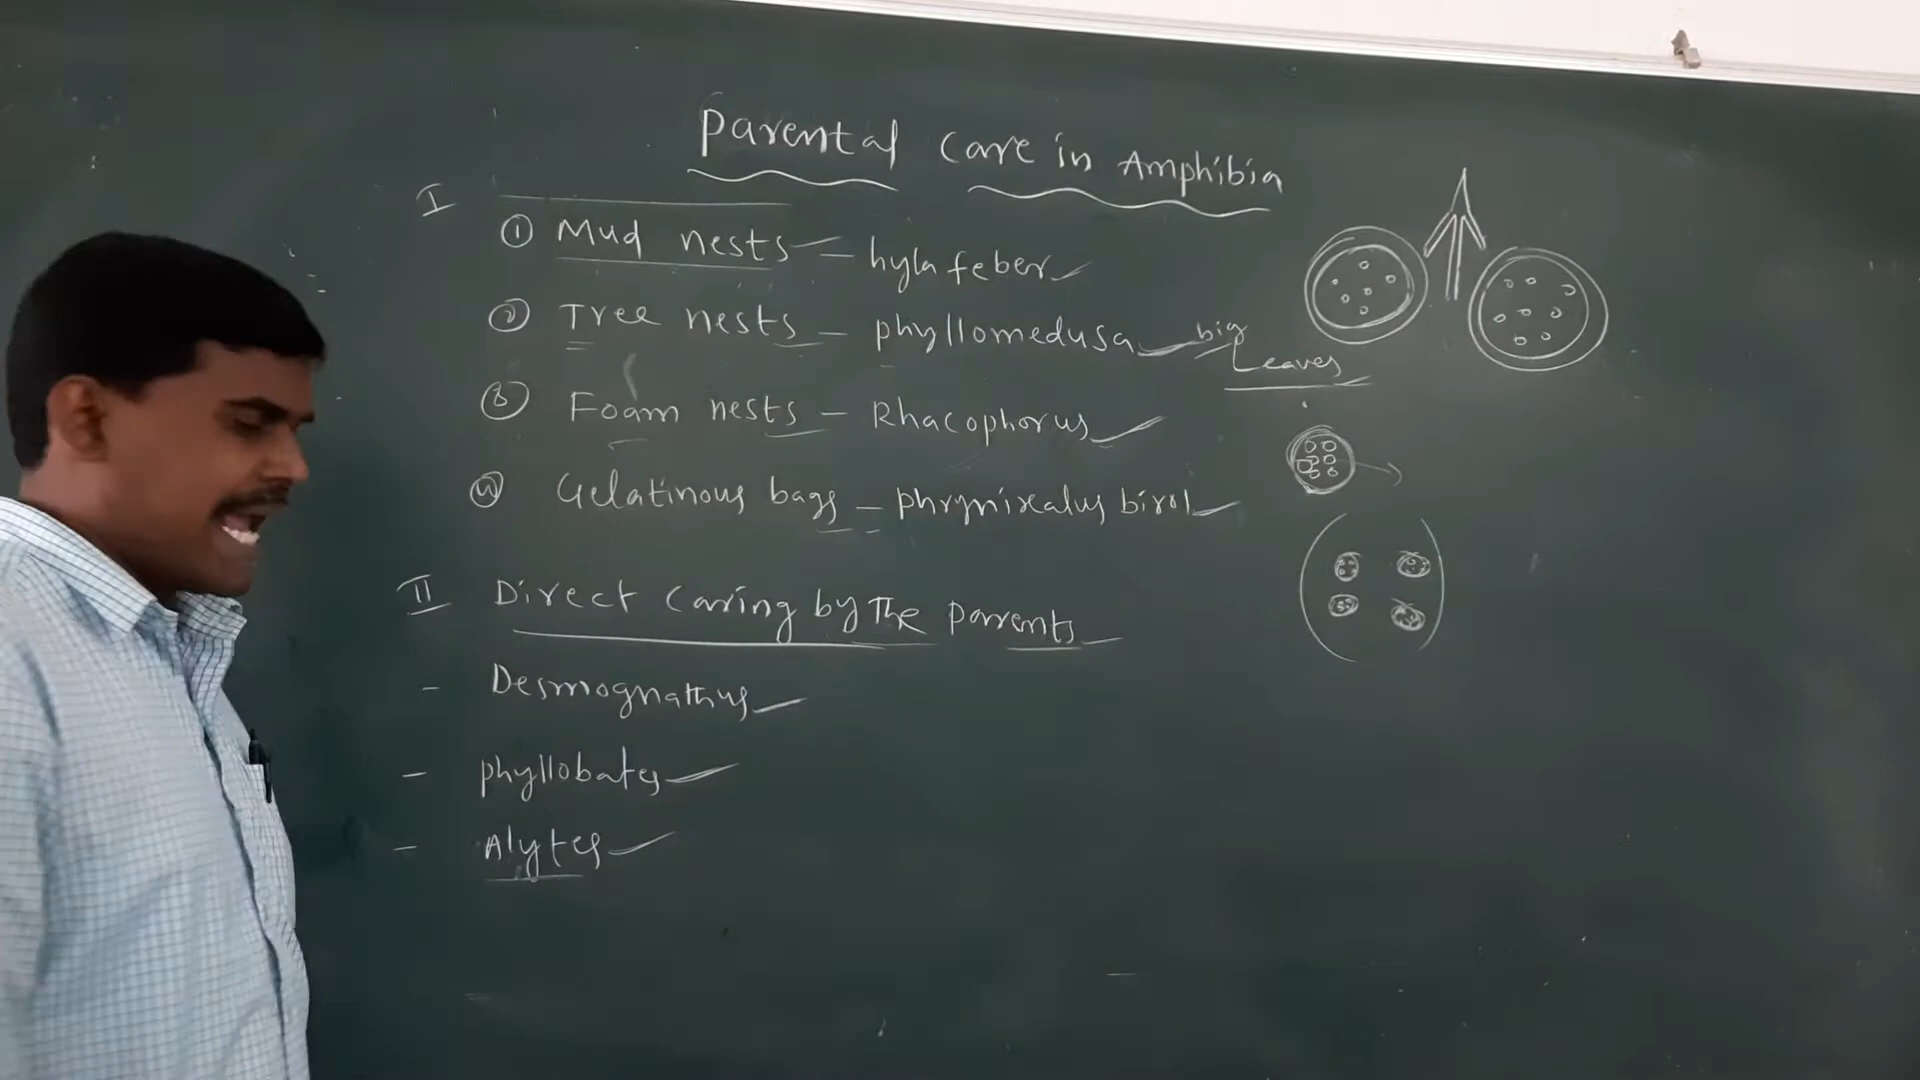 Parental Care in Amphibia
I
① Mud nests – hyla feber
② Tree nests – phyllomedusa big
Leaves
③ Foam nests – Rhacophorus
④ Gelatinous bags – phrynixalus birol
II Direct Caring by The parents
- Desmognathus
- phyllobates
- Alytes